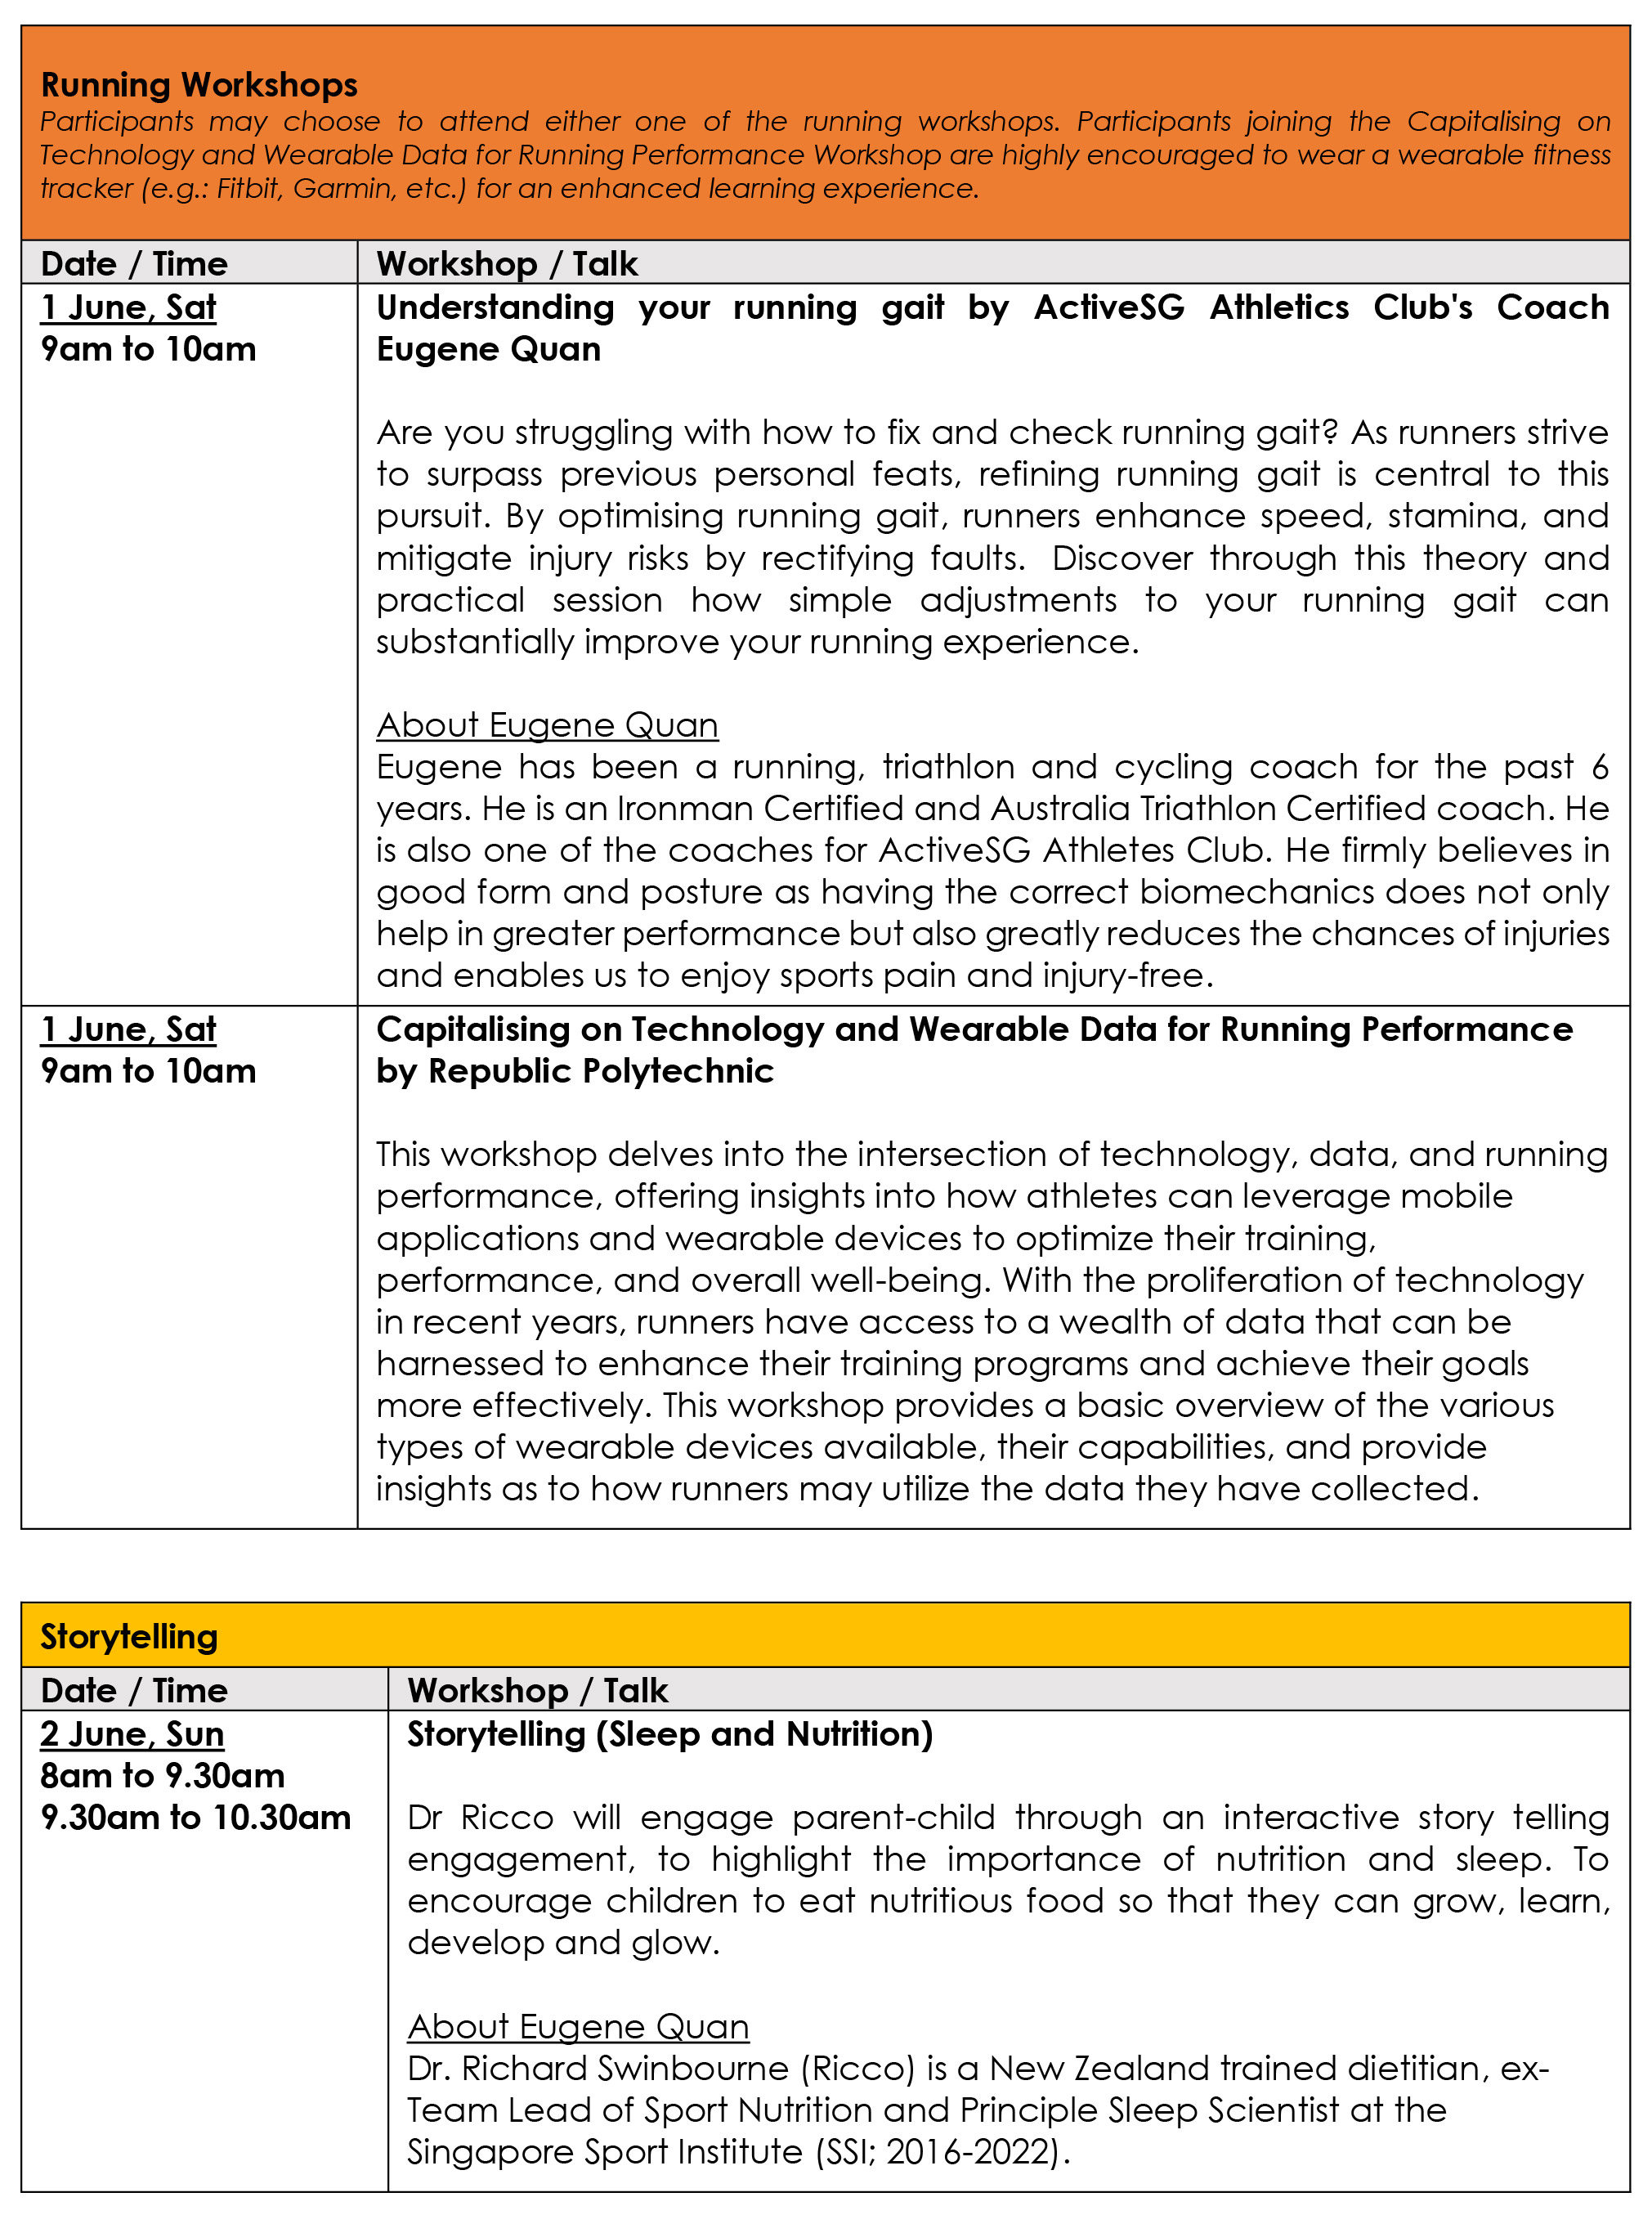 Running Workshops
Participants may choose to attend either one of the running workshops. Participants joining the Capitalising on
Technology and Wearable Data for Running Performance Workshop are highly encouraged to wear a wearable fitness
tracker (e.g.: Fitbit, Garmin, etc.) for an enhanced learning experience.
Date / Time
Workshop / Talk
1 June, Sat
9am to 10am
Understanding your running gait by ActiveSG Athletics Club's Coach
Eugene Quan
Are you struggling with how to fix and check running gait? As runners strive
to surpass previous personal feats, refining running gait is central to this
pursuit. By optimising running gait, runners enhance speed, stamina, and
mitigate injury risks by rectifying faults. Discover through this theory and
practical session how simple adjustments to your running gait can
substantially improve your running experience.
About Eugene Quan
Eugene has been a running, triathlon and cycling coach for the past 6
years. He is an Ironman Certified and Australia Triathlon Certified coach. He
is also one of the coaches for ActiveSG Athletes Club. He firmly believes in
good form and posture as having the correct biomechanics does not only
help in greater performance but also greatly reduces the chances of injuries
and enables us to enjoy sports pain and injury-free.
1 June, Sat
9am to 10am
Capitalising on Technology and Wearable Data for Running Performance
by Republic Polytechnic
This workshop delves into the intersection of technology, data, and running
performance, offering insights into how athletes can leverage mobile
applications and wearable devices to optimize their training,
performance, and overall well-being. With the proliferation of technology
in recent years, runners have access to a wealth of data that can be
harnessed to enhance their training programs and achieve their goals
more effectively. This workshop provides a basic overview of the various
types of wearable devices available, their capabilities, and provide
insights as to how runners may utilize the data they have collected.
Storytelling
Date / Time
Workshop / Talk
2 June, Sun
8am to 9.30am
9.30am to 10.30am
Storytelling (Sleep and Nutrition)
Dr Ricco will engage parent-child through an interactive story telling
engagement, to highlight the importance of nutrition and sleep. To
encourage children to eat nutritious food so that they can grow, learn,
develop and glow.
About Eugene Quan
Dr. Richard Swinbourne (Ricco) is a New Zealand trained dietitian, ex-
Team Lead of Sport Nutrition and Principle Sleep Scientist at the
Singapore Sport Institute (SSI; 2016-2022).